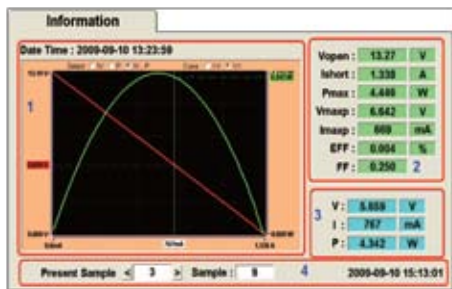 Information
Date Time : 2009-09-10 13:23:59
1
767mA
Vopen : 13.27 V
Ishort : 1.338 A
Pmax : 4.446 W
Vmaxp : 6.642 V
Imaxp : 669 mA
EFF : 0.004 %
FF : 0.250
2
3
V : 5.659 V
I : 767 mA
P : 4.342 W
Present Sample < 3 > Sample : 9
4
2009-09-10 15:13:01